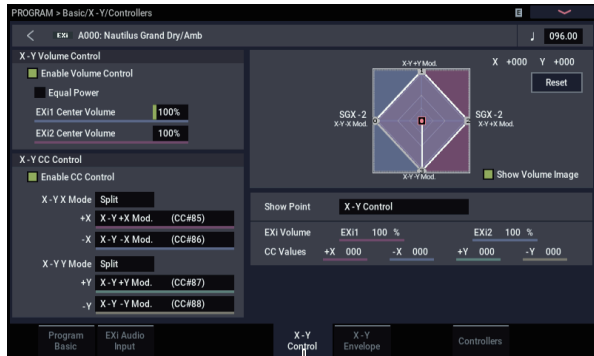 PROGRAM > Basic/X -Y/Controllers
E
< EXi A000: Nautilus Grand Dry/Amb
♩ 096.00
X -Y Volume Control
Enable Volume Control
Equal Power
EXi1 Center Volume 100%
EXi2 Center Volume 100%
X -Y CC Control
Enable CC Control
X -Y X Mode Split
+X X -Y +X Mod. (CC#85)
-X X -Y -X Mod. (CC#86)
X -Y Y Mode Split
+Y X -Y +Y Mod. (CC#87)
-Y X -Y -Y Mod. (CC#88)
X-Y+Y Mod.
X +000 Y +000
Reset
SGX -2
X-Y-X Mod.
SGX -2
X-Y +X Mod.
X-Y -Y Mod.
Show Volume Image
Show Point X -Y Control
EXi Volume EXi1 100 % EXi2 100 %
CC Values +X 000 -X 000 +Y 000 -Y 000
Program Basic
EXi Audio Input
X -Y Control
X -Y Envelope
Controllers